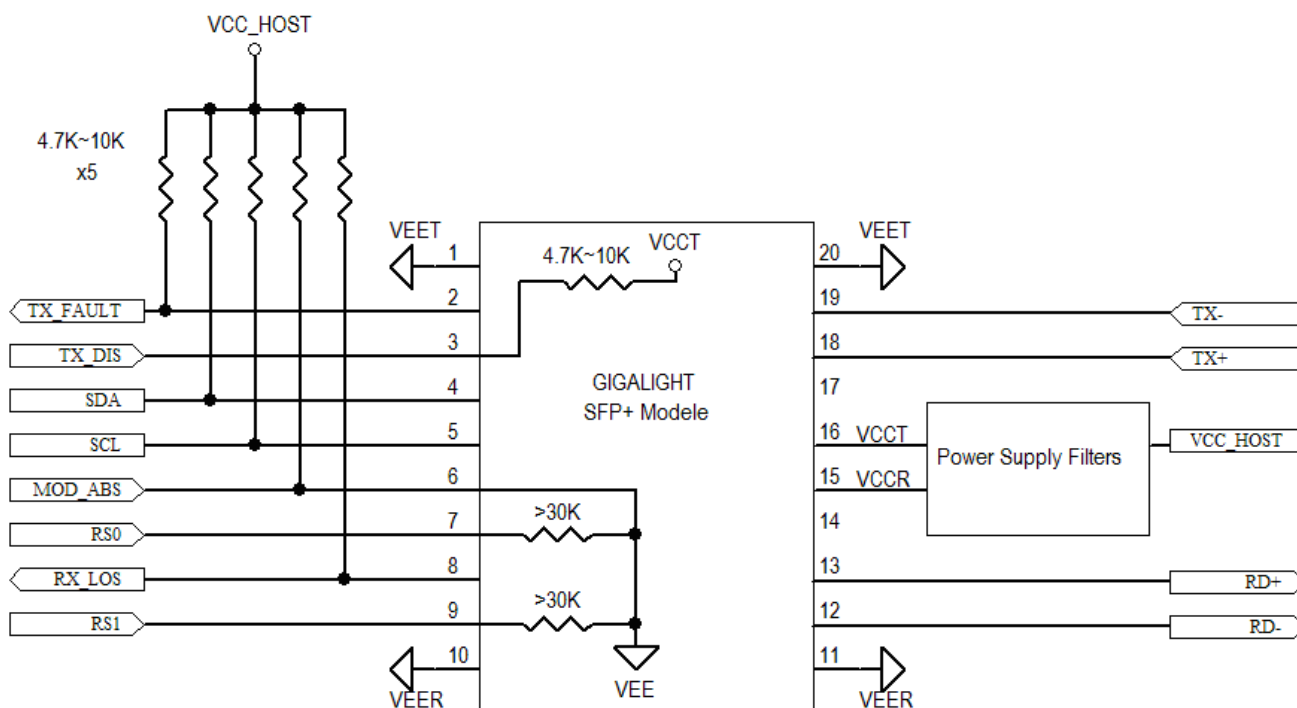 VCC_HOST
4.7K~10K
x5
VEET
1
4.7K~10K
VCCT
20
VEET
TX_FAULT
2
19
TX-
TX_DIS
3
18
TX+
SDA
4
GIGALIGHT
SFP+ Modele
17
SCL
5
16
VCCT
Power Supply Filters
VCC_HOST
MOD_ABS
6
15
VCCR
RS0
7
>30K
14
RX_LOS
8
13
RD+
RS1
9
>30K
12
RD-
10
VEER
VEE
11
VEER